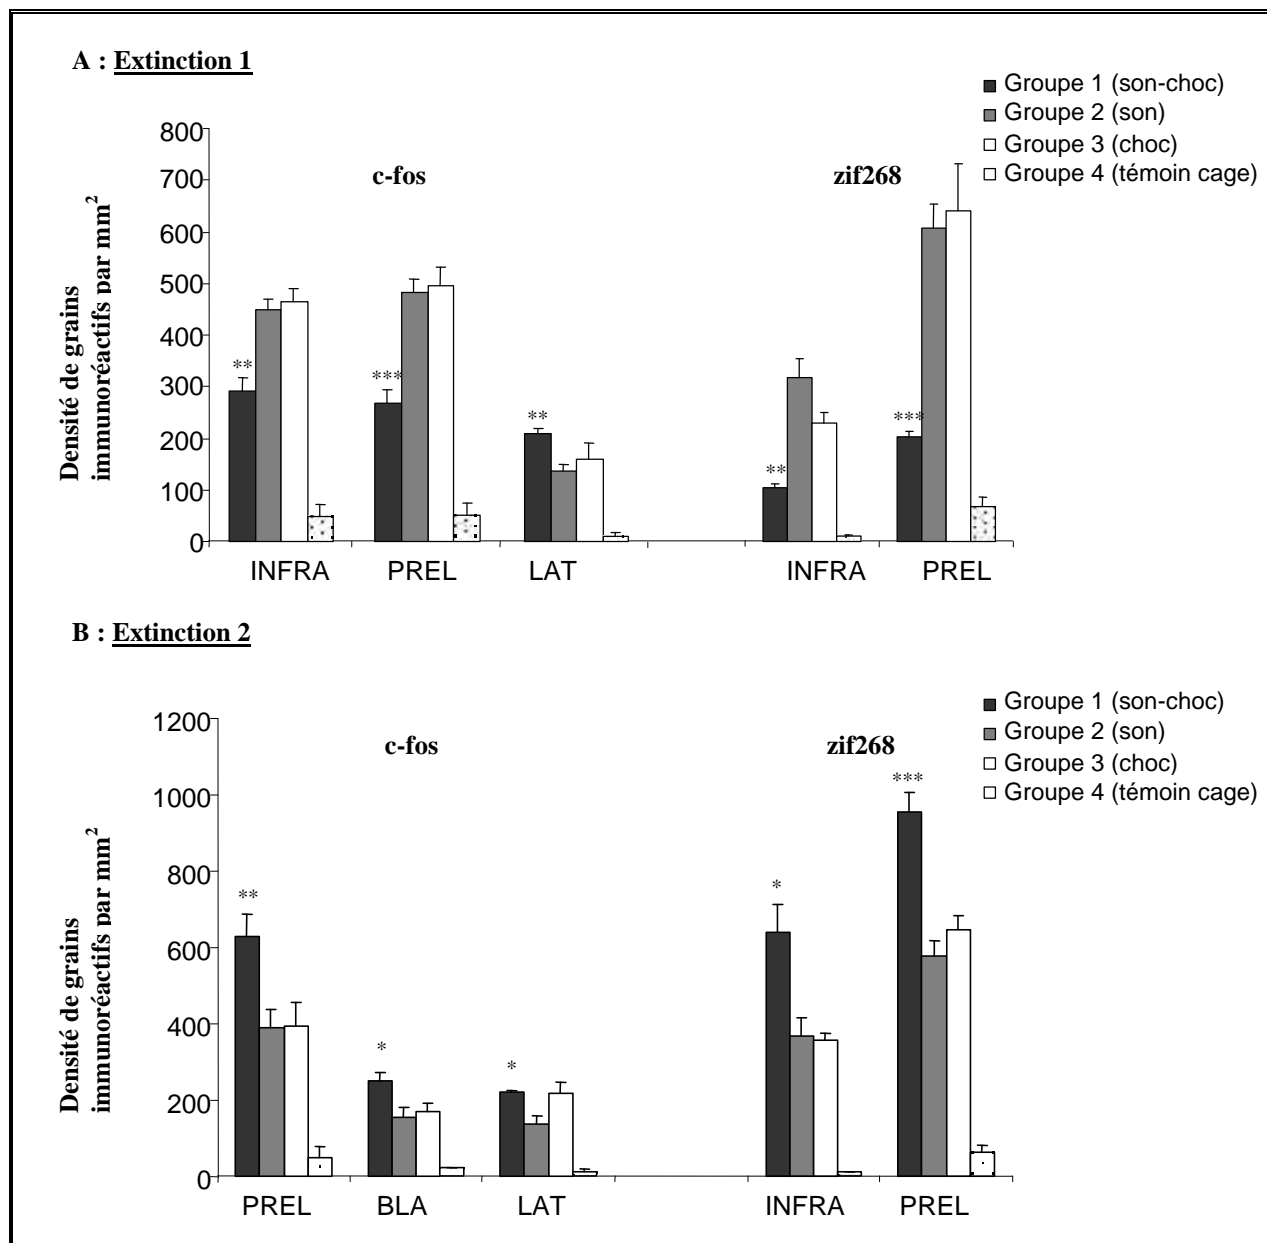 A : Extinction 1
Groupe 1 (son-choc)
Groupe 2 (son)
Groupe 3 (choc)
Groupe 4 (témoin cage)
Densité de grains
immunoréactifs par mm²
800
700
600
500
400
300
200
100
0
c-fos
zif268
**
***
**
**
***
INFRA
PREL
LAT
INFRA
PREL
B : Extinction 2
Groupe 1 (son-choc)
Groupe 2 (son)
Groupe 3 (choc)
Groupe 4 (témoin cage)
Densité de grains
immunoréactifs par mm²
1200
1000
800
600
400
200
0
c-fos
zif268
**
*
*
*
***
PREL
BLA
LAT
INFRA
PREL